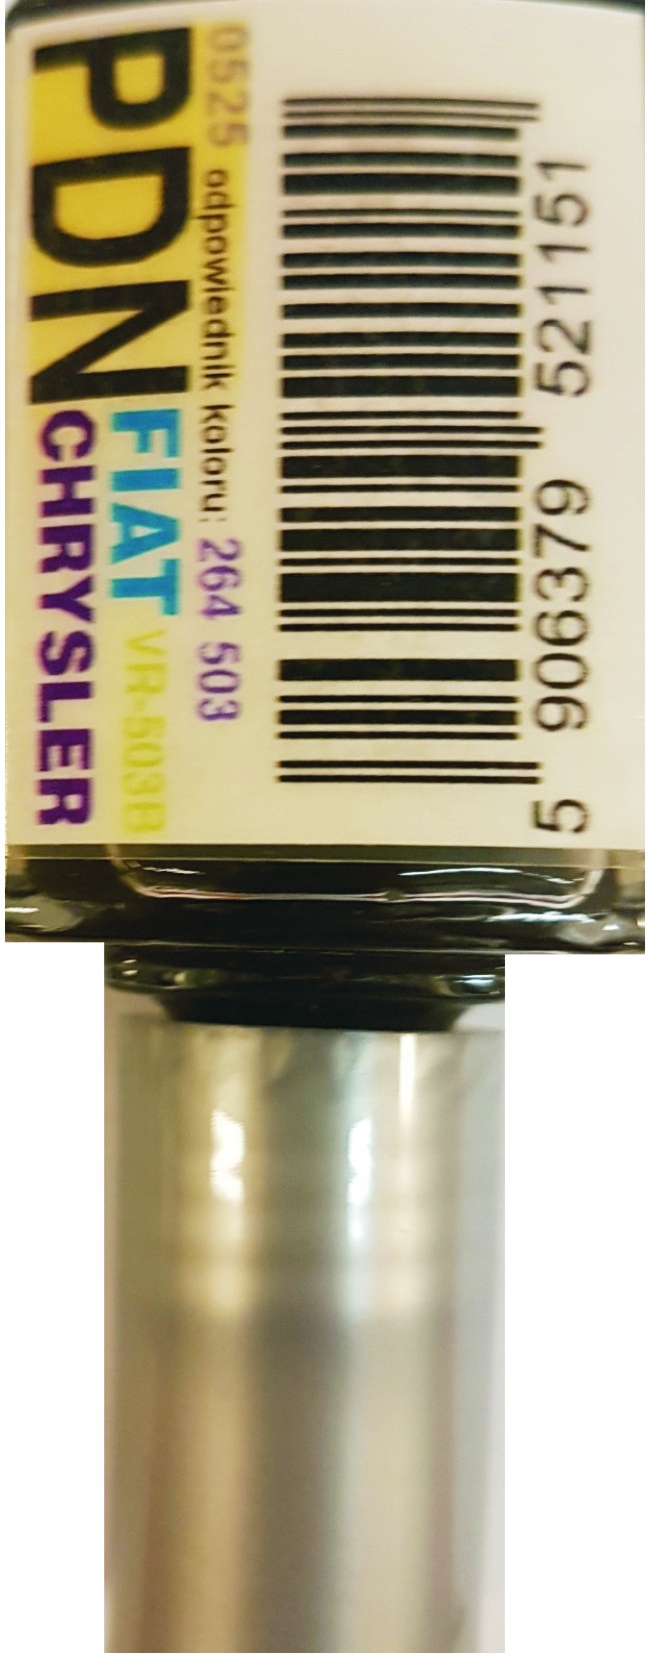 0525 odpowiednik koloru: 264 503
PDN FIAT VR-503B
CHRYSLER
5 906379 521151